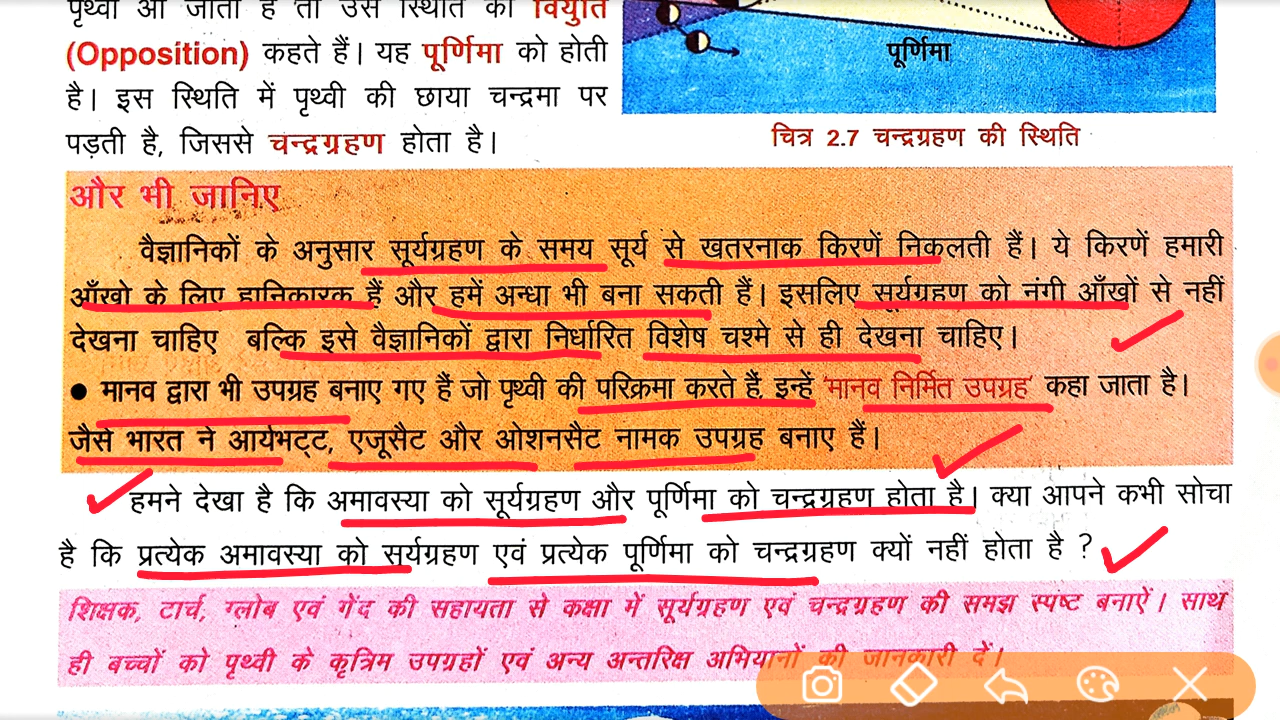 पृथ्वी आ जाती है तो उस स्थिति को वियुति
(Opposition) कहते हैं। यह पूर्णिमा को होती
है। इस स्थिति में पृथ्वी की छाया चन्द्रमा पर
पड़ती है, जिससे चन्द्रग्रहण होता है।
पूर्णिमा
चित्र 2.7 चन्द्रग्रहण की स्थिति
और भी जानिए
वैज्ञानिकों के अनुसार सूर्यग्रहण के समय सूर्य से खतरनाक किरणें निकलती हैं। ये किरणें हमारी
आँखो के लिए हानिकारक हैं और हमें अन्धा भी बना सकती हैं। इसलिए सूर्यग्रहण को नंगी आँखों से नहीं
देखना चाहिए बल्कि इसे वैज्ञानिकों द्वारा निर्धारित विशेष चश्मे से ही देखना चाहिए।
● मानव द्वारा भी उपग्रह बनाए गए हैं जो पृथ्वी की परिक्रमा करते हैं, इन्हें 'मानव निर्मित उपग्रह' कहा जाता है।
जैसे भारत ने आर्यभट्ट, एजूसैट और ओशनसैट नामक उपग्रह बनाए हैं।
हमने देखा है कि अमावस्या को सूर्यग्रहण और पूर्णिमा को चन्द्रग्रहण होता है। क्या आपने कभी सोचा
है कि प्रत्येक अमावस्या को सूर्यग्रहण एवं प्रत्येक पूर्णिमा को चन्द्रग्रहण क्यों नहीं होता है ?
शिक्षक, टार्च, ग्लोब एवं गेंद की सहायता से कक्षा में सूर्यग्रहण एवं चन्द्रग्रहण की समझ स्पष्ट बनाऐं। साथ
ही बच्चों को पृथ्वी के कृत्रिम उपग्रहों एवं अन्य अन्तरिक्ष अभियानों की जानकारी दें।